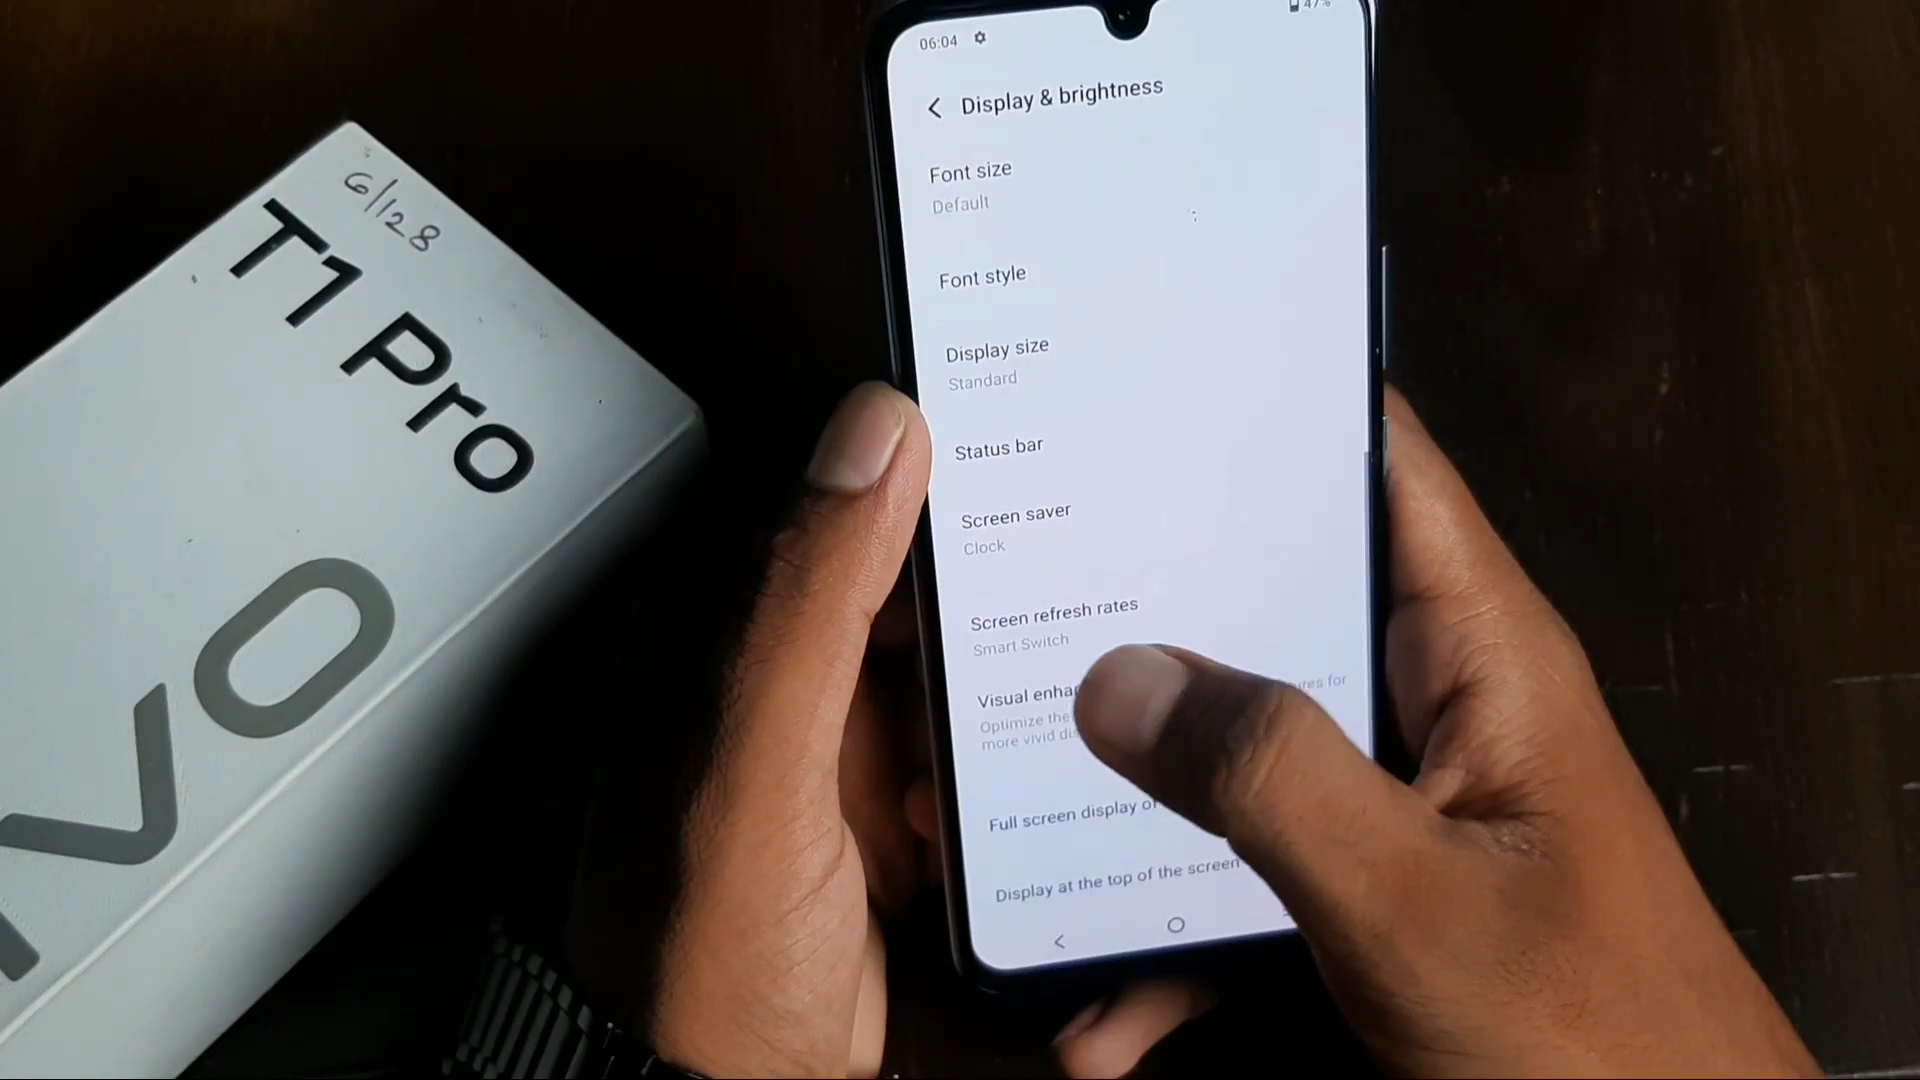 6/128
T1 Pro
vivo
06:04
47%
Display & brightness
Font size
Default
Font style
Display size
Standard
Status bar
Screen saver
Clock
Screen refresh rates
Smart Switch
Visual
Optimize the for
more vivid
Full screen display of
Display at the top of the screen